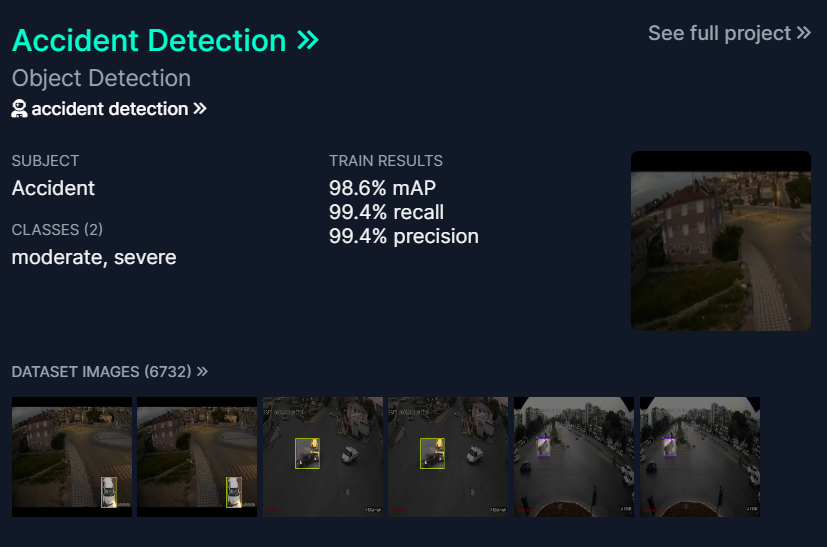 Accident Detection »
See full project »
Object Detection
accident detection »
SUBJECT
TRAIN RESULTS
Accident
98.6% mAP
99.4% recall
CLASSES (2)
99.4% precision
moderate, severe
DATASET IMAGES (6732) »